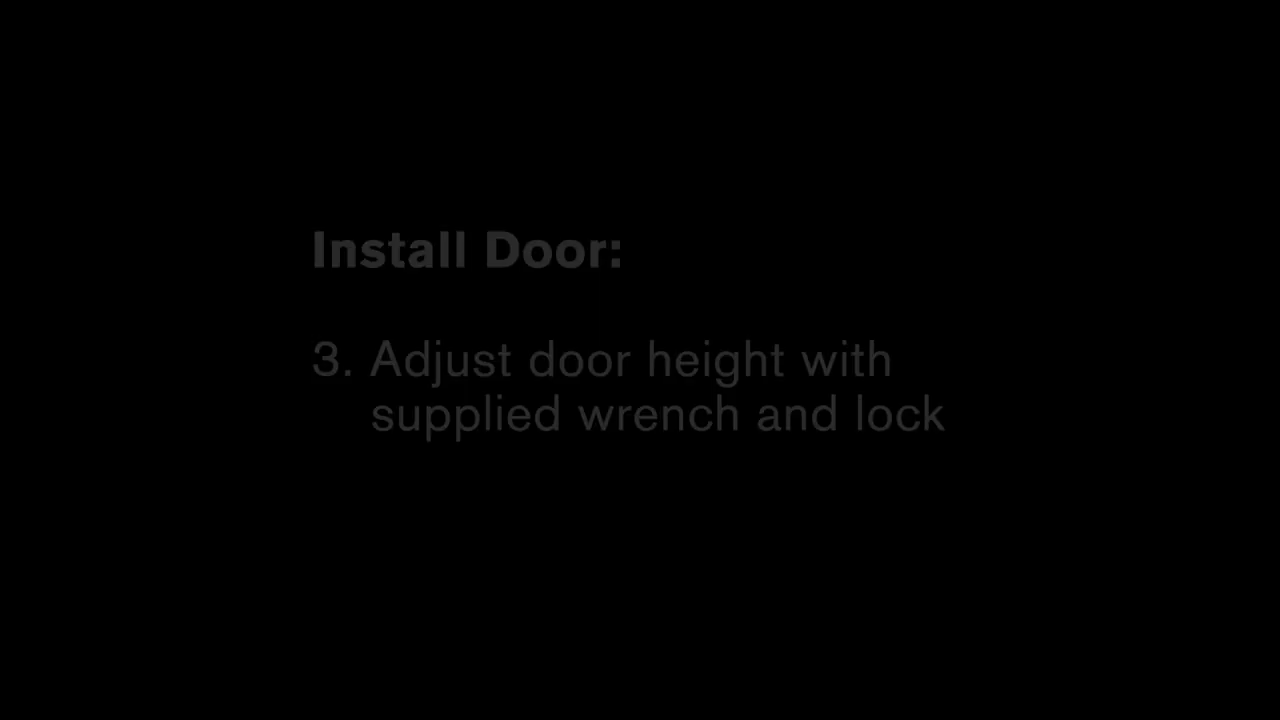 Install Door:
3. Adjust door height with
supplied wrench and lock